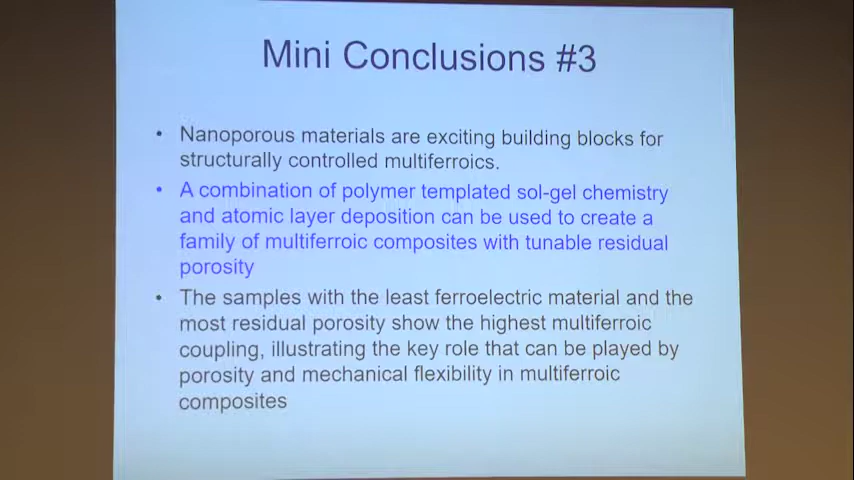 Mini Conclusions #3
• Nanoporous materials are exciting building blocks for
structurally controlled multiferroics.
• A combination of polymer templated sol-gel chemistry
and atomic layer deposition can be used to create a
family of multiferroic composites with tunable residual
porosity
• The samples with the least ferroelectric material and the
most residual porosity show the highest multiferroic
coupling, illustrating the key role that can be played by
porosity and mechanical flexibility in multiferroic
composites